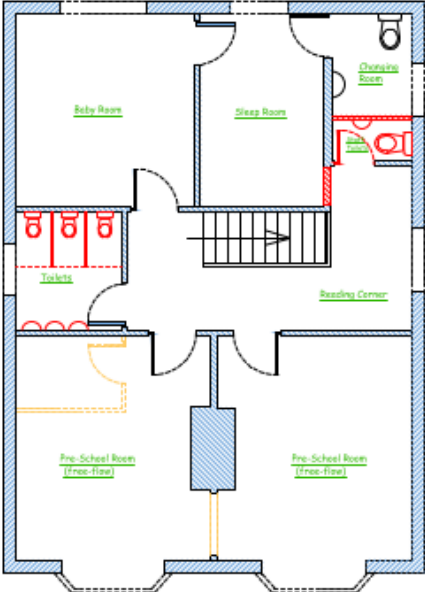 Changing
Room
Baby Room
Sleep Room
Toilets
Reading Corner
Pre-School Room
(free-flow)
Pre-School Room
(free-flow)